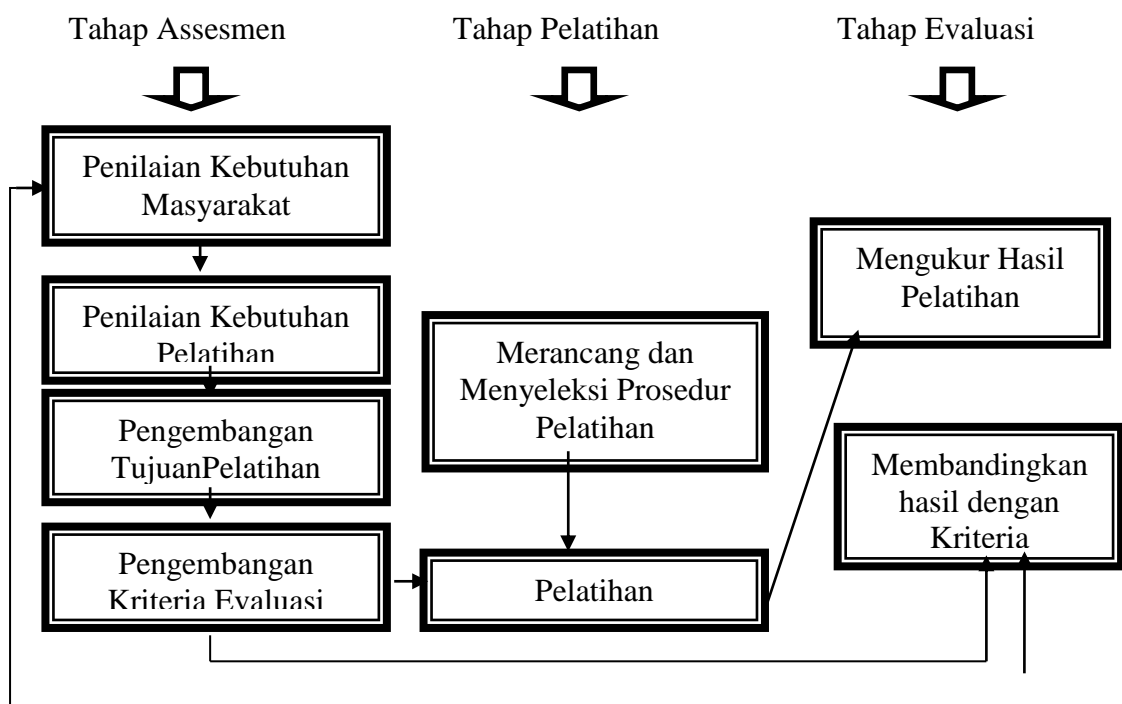 Tahap Assesmen
Tahap Pelatihan
Tahap Evaluasi
Penilaian Kebutuhan
Masyarakat
Penilaian Kebutuhan
Pelatihan
Pengembangan
TujuanPelatihan
Pengembangan
Kriteria Evaluasi
Merancang dan
Menyeleksi Prosedur
Pelatihan
Pelatihan
Mengukur Hasil
Pelatihan
Membandingkan
hasil dengan
Kriteria